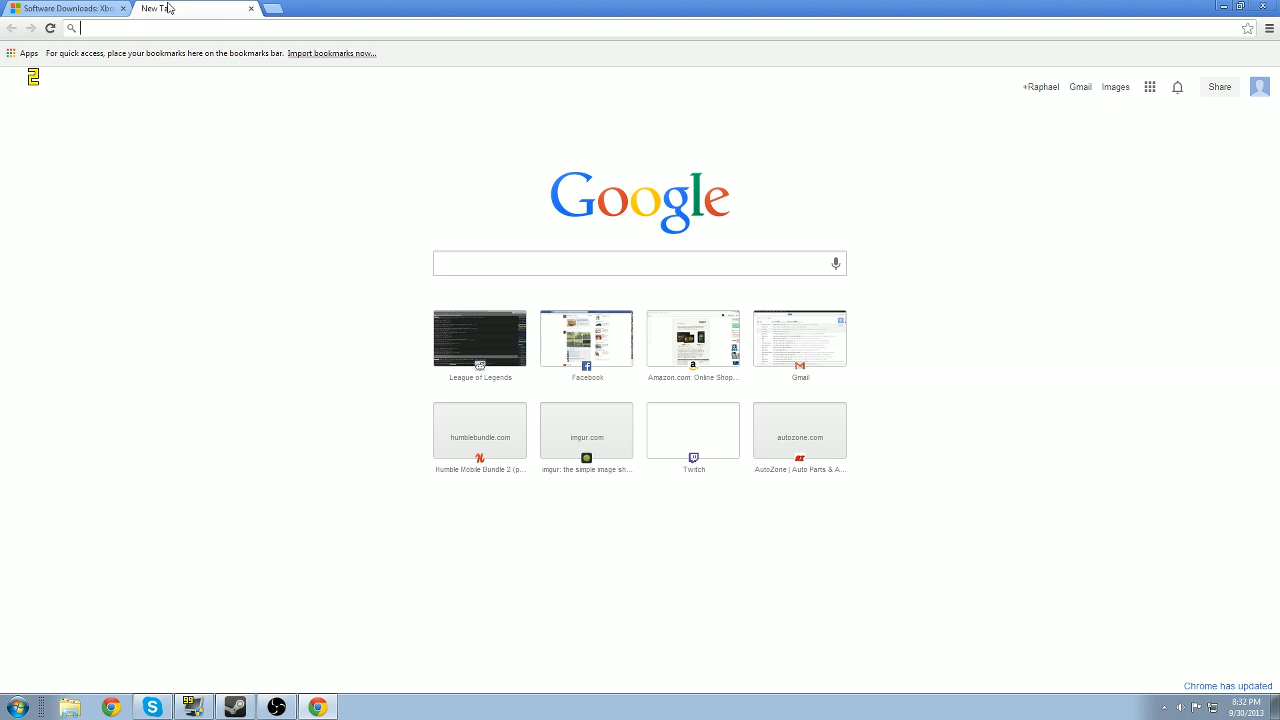 Software Downloads: Xbo
New Ta
Apps For quick access, place your bookmarks here on the bookmarks bar. Import bookmarks now...
2
+Raphael Gmail Images Share
Google
League of Legends Facebook Amazon.com: Online Shop... Gmail
humblebundle.com imgur.com autozone.com
Humble Mobile Bundle 2 (p... imgur: the simple image sh... Twitch AutoZone | Auto Parts & A...
Chrome has updated
99
8:32 PM
9/30/2013